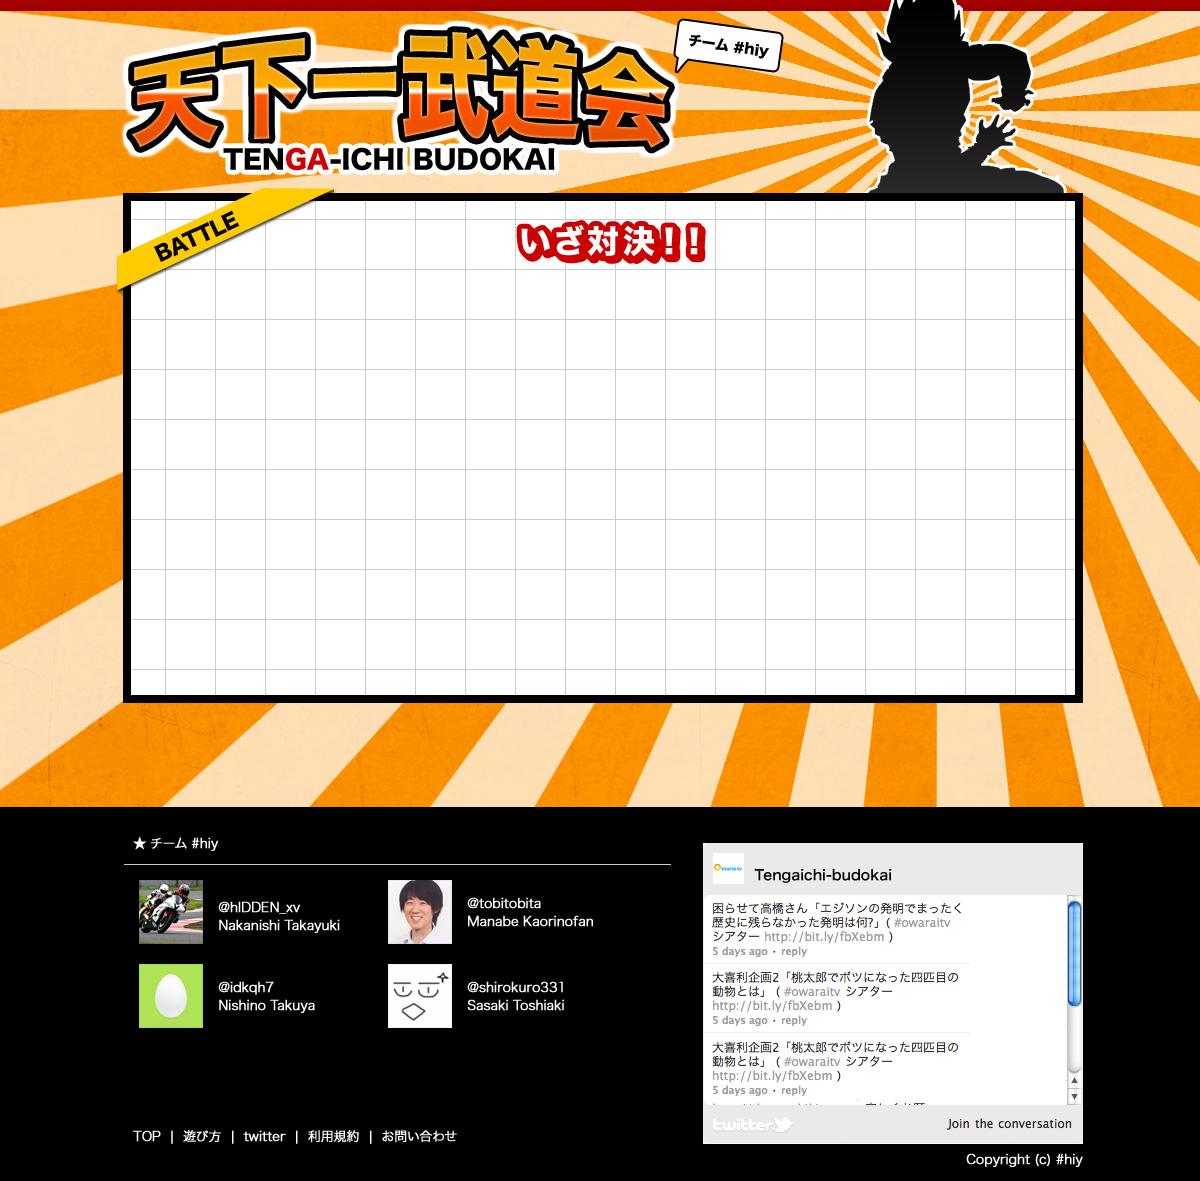 チーム #hiy
天下一武道会
TENGA-ICHI BUDOKAI
BATTLE
いざ対決!!
★ チーム #hiy
@hIDDEN_xv
Nakanishi Takayuki
@tobitobita
Manabe Kaorinofan
@idkqh7
Nishino Takuya
@shirokuro331
Sasaki Toshiaki
TOP | 遊び方 | twitter | 利用規約 | お問い合わせ
Owaraitv
Tengaichi-budokai
困らせて高橋さん「エジソンの発明でまったく
歴史に残らなかった発明は何?」( #owaraitv
シアター http://bit.ly/fbXebm )
5 days ago · reply
大喜利企画2「桃太郎でボツになった四匹目の
動物とは」 ( #owaraitv シアター
http://bit.ly/fbXebm )
5 days ago · reply
大喜利企画2「桃太郎でボツになった四匹目の
動物とは」 ( #owaraitv シアター
http://bit.ly/fbXebm )
5 days ago · reply
twitter
Join the conversation
Copyright (c) #hiy